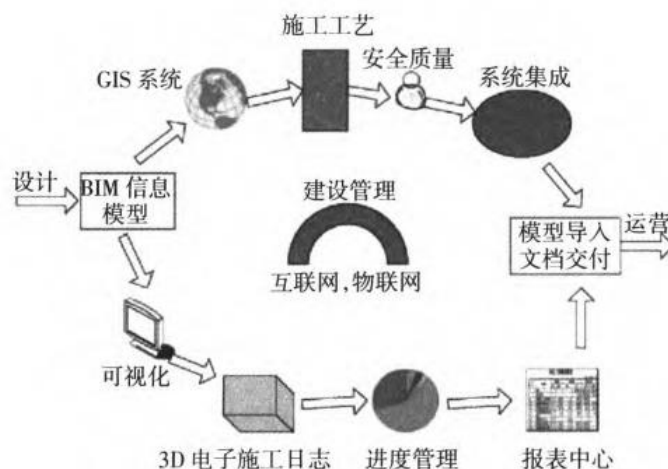 施工工艺
GIS 系统
安全质量
系统集成
设计
BIM 信息
模型
建设管理
互联网,物联网
模型导入
文档交付
运营
可视化
3D 电子施工日志
进度管理
报表中心